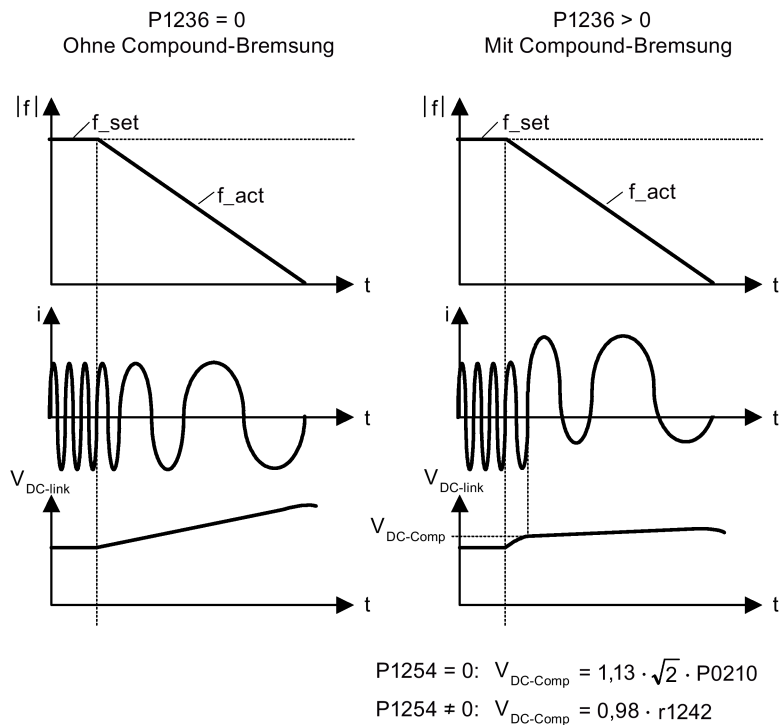 P1236 = 0
Ohne Compound-Bremsung
P1236 > 0
Mit Compound-Bremsung
|f|
f_set
f_act
t
|f|
f_set
f_act
t
i
t
i
t
V DC-link
t
V DC-link
V DC-Comp
t
P1254 = 0: V DC-Comp = 1,13 · √2 · P0210
P1254 ≠ 0: V DC-Comp = 0,98 · r1242